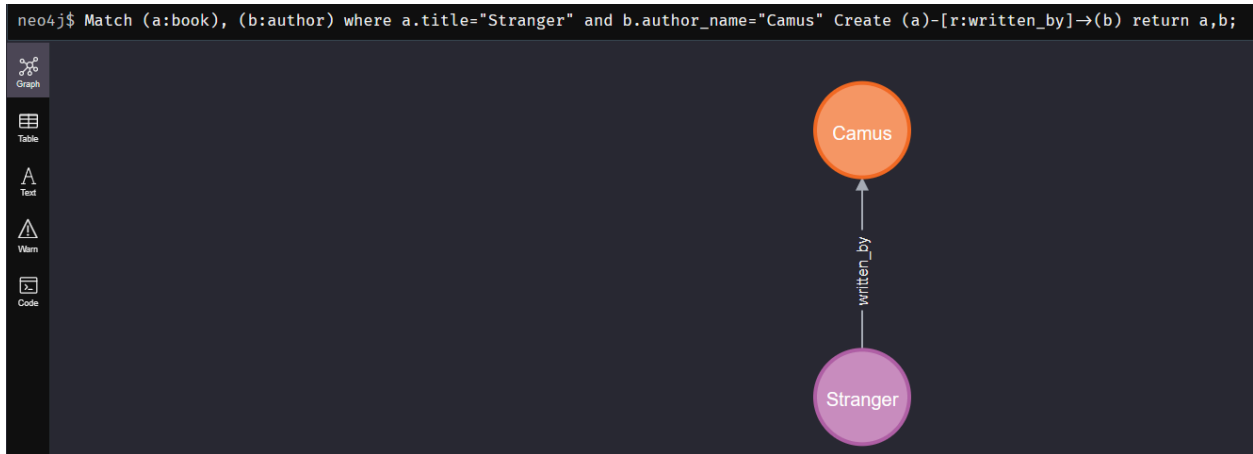 neo4j$ Match (a:book), (b:author) where a.title="Stranger" and b.author_name="Camus" Create (a)-[r:written_by]→(b) return a,b;
Graph
Table
A
Text
Warn
Code
Camus
written_by
Stranger